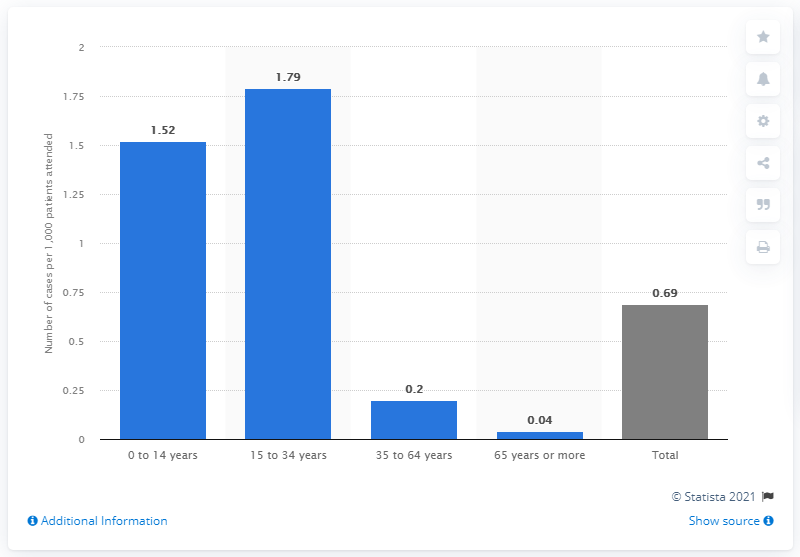 Number of cases per 1,000 patients attended
2
1.75
1.5
1.25
1
0.75
0.5
0.25
0
1.52
1.79
0.2
0.04
0.69
0 to 14 years
15 to 34 years
35 to 64 years
65 years or more
Total
© Statista 2021
Additional Information
Show source